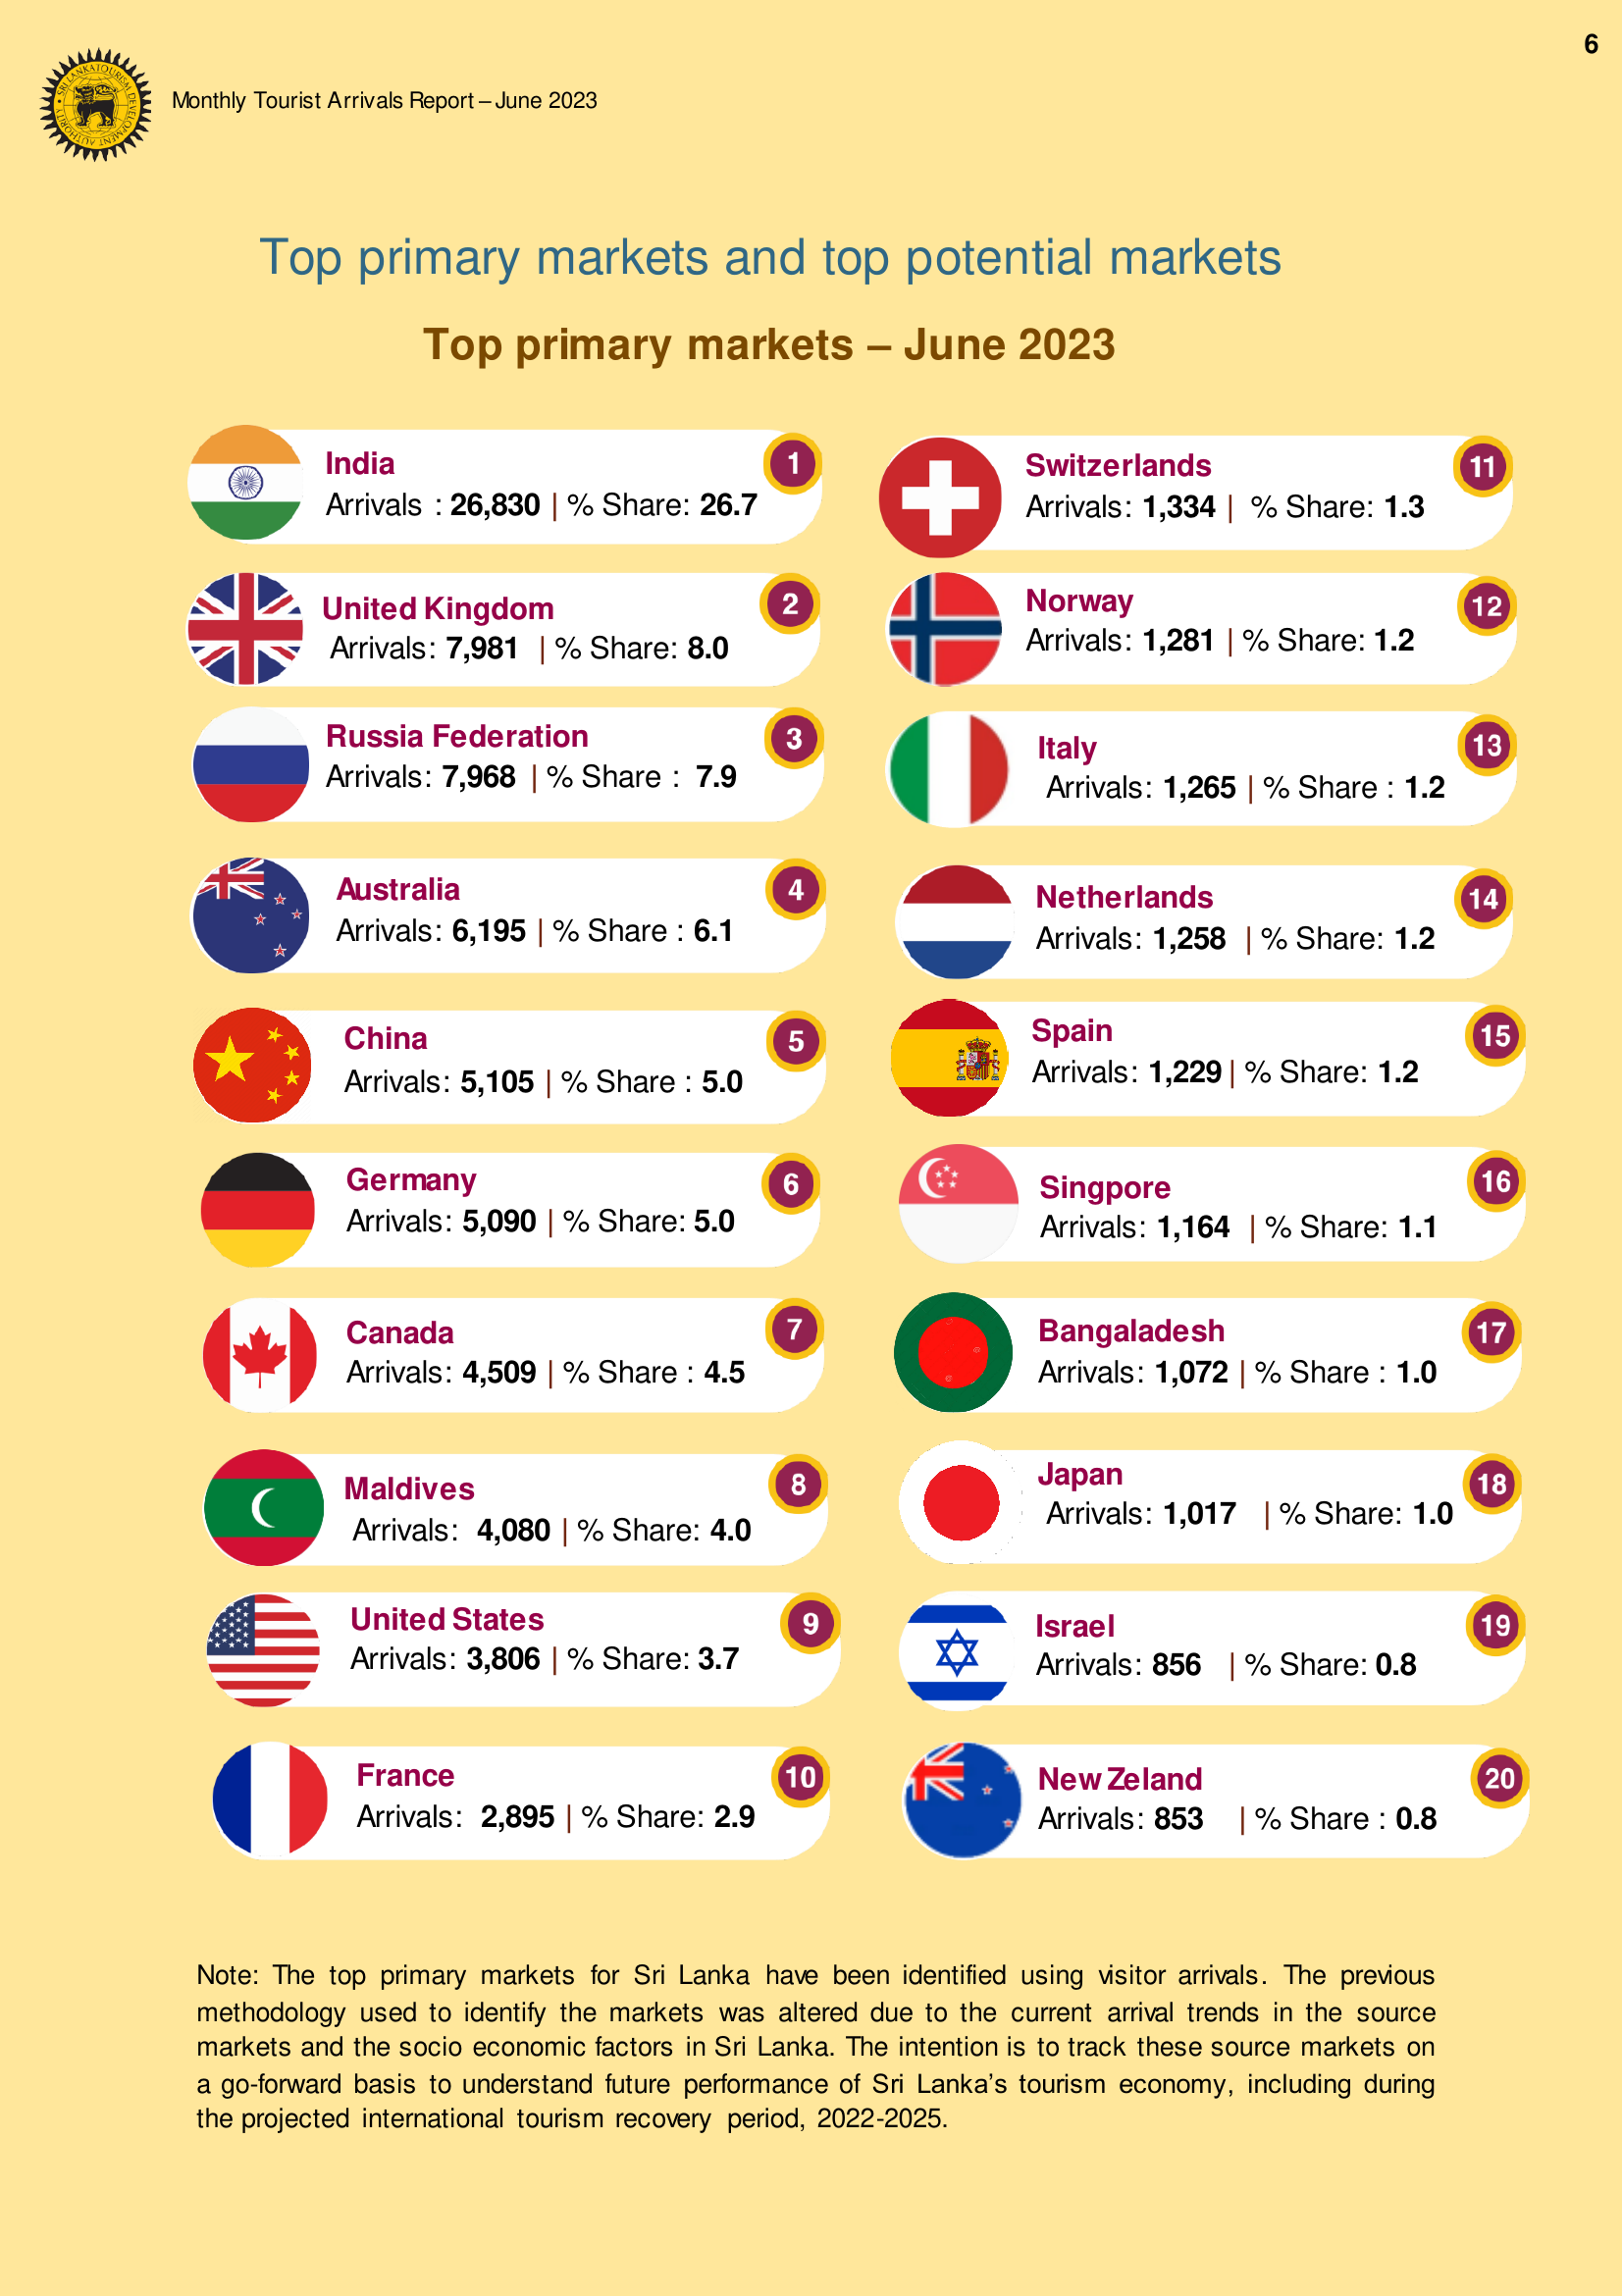 6
SRI LANKA TOURISM DEVELOPMENT AUTHORITY
Monthly Tourist Arrivals Report – June 2023
Top primary markets and top potential markets
Top primary markets – June 2023
India
1
Arrivals : 26,830 | % Share: 26.7
United Kingdom
2
Arrivals: 7,981 | % Share: 8.0
Russia Federation
3
Arrivals: 7,968 | % Share : 7.9
Australia
4
Arrivals: 6,195 | % Share : 6.1
China
5
Arrivals: 5,105 | % Share : 5.0
Germany
6
Arrivals: 5,090 | % Share: 5.0
Canada
7
Arrivals: 4,509 | % Share : 4.5
Maldives
8
Arrivals: 4,080 | % Share: 4.0
United States
9
Arrivals: 3,806 | % Share: 3.7
France
10
Arrivals: 2,895 | % Share: 2.9
Switzerlands
11
Arrivals: 1,334 | % Share: 1.3
Norway
12
Arrivals: 1,281 | % Share: 1.2
Italy
13
Arrivals: 1,265 | % Share : 1.2
Netherlands
14
Arrivals: 1,258 | % Share: 1.2
Spain
15
Arrivals: 1,229 | % Share: 1.2
Singpore
16
Arrivals: 1,164 | % Share: 1.1
Bangaladesh
17
Arrivals: 1,072 | % Share : 1.0
Japan
18
Arrivals: 1,017 | % Share: 1.0
Israel
19
Arrivals: 856 | % Share: 0.8
New Zeland
20
Arrivals: 853 | % Share : 0.8
Note: The top primary markets for Sri Lanka have been identified using visitor arrivals. The previous
methodology used to identify the markets was altered due to the current arrival trends in the source
markets and the socio economic factors in Sri Lanka. The intention is to track these source markets on
a go-forward basis to understand future performance of Sri Lanka’s tourism economy, including during
the projected international tourism recovery period, 2022-2025.